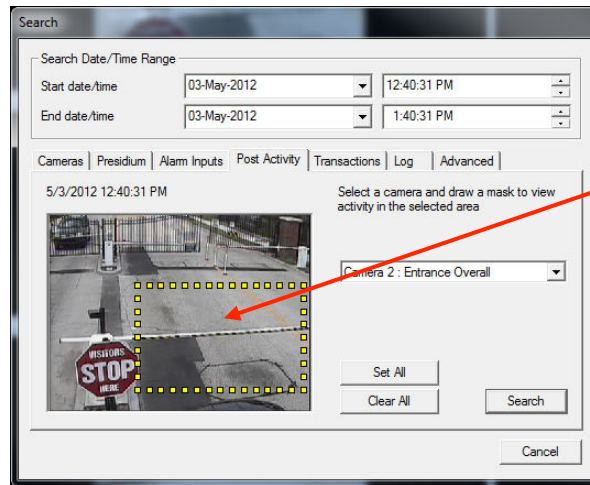 Search
Search Date/Time Range
Start date/time 03-May-2012 12:40:31 PM
End date/time 03-May-2012 1:40:31 PM
Cameras Presidium Alarm Inputs Post Activity Transactions Log Advanced
5/3/2012 12:40:31 PM
Select a camera and draw a mask to view
activity in the selected area
Camera 2 : Entrance Overall
VISITORS
STOP
HERE
Set All
Clear All Search
Cancel